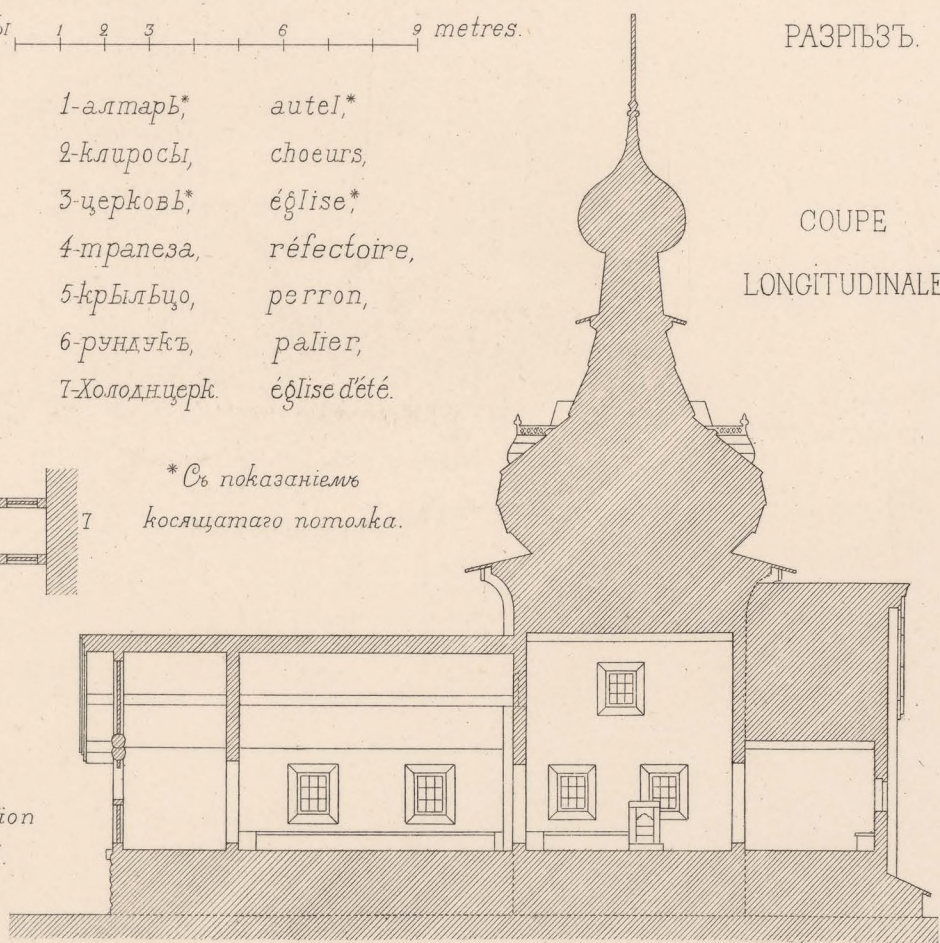 1 2 3 6 9 metres.
РАЗРѢЗЪ.
1-алтарь,* autel,*
2-клиросы, choeurs,
3-церковь,* église,*
4-трапеза, réfectoire,
5-крыльцо, perron,
6-рундукъ, palier,
7-Холодн.церк. église d'été.
COUPE
LONGITUDINALE
* Съ показаніемъ
косящатаго потолка.
7